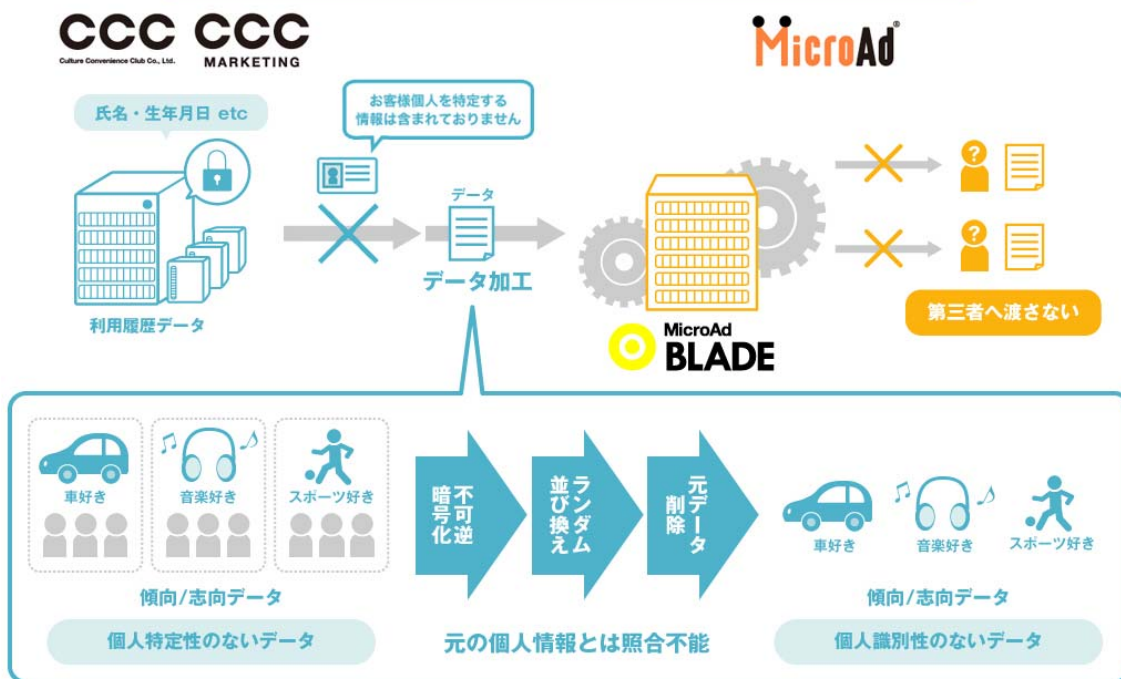 CCC CCC
Culture Convenience Club Co., Ltd.
MARKETING
MicroAd®
氏名・生年月日 etc
お客様個人を特定する
情報は含まれておりません
データ
データ加工
利用履歴データ
?
?
第三者へ渡さない
MicroAd
BLADE
車好き
音楽好き
スポーツ好き
傾向/志向データ
個人特定性のないデータ
不可逆
暗号化
ランダム
並び換え
元データ
削除
元の個人情報とは照合不能
車好き
音楽好き
スポーツ好き
傾向/志向データ
個人識別性のないデータ